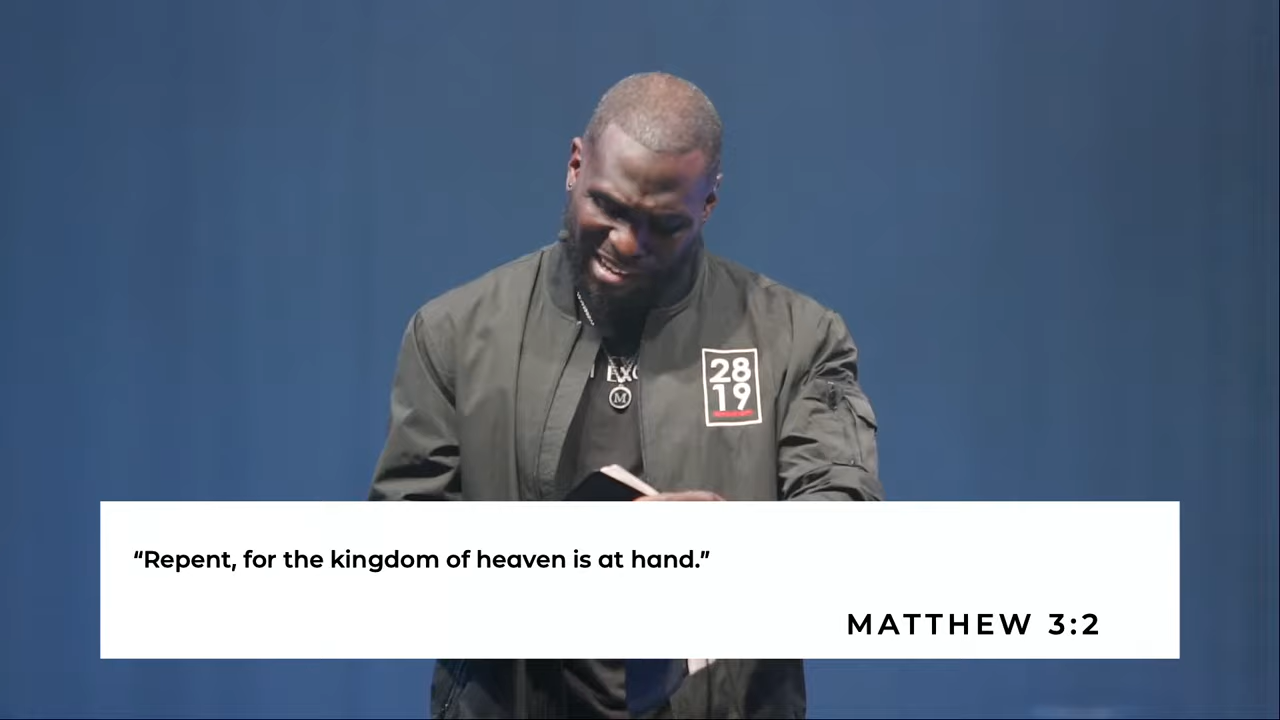 28
19
M
“Repent, for the kingdom of heaven is at hand.”
MATTHEW 3:2